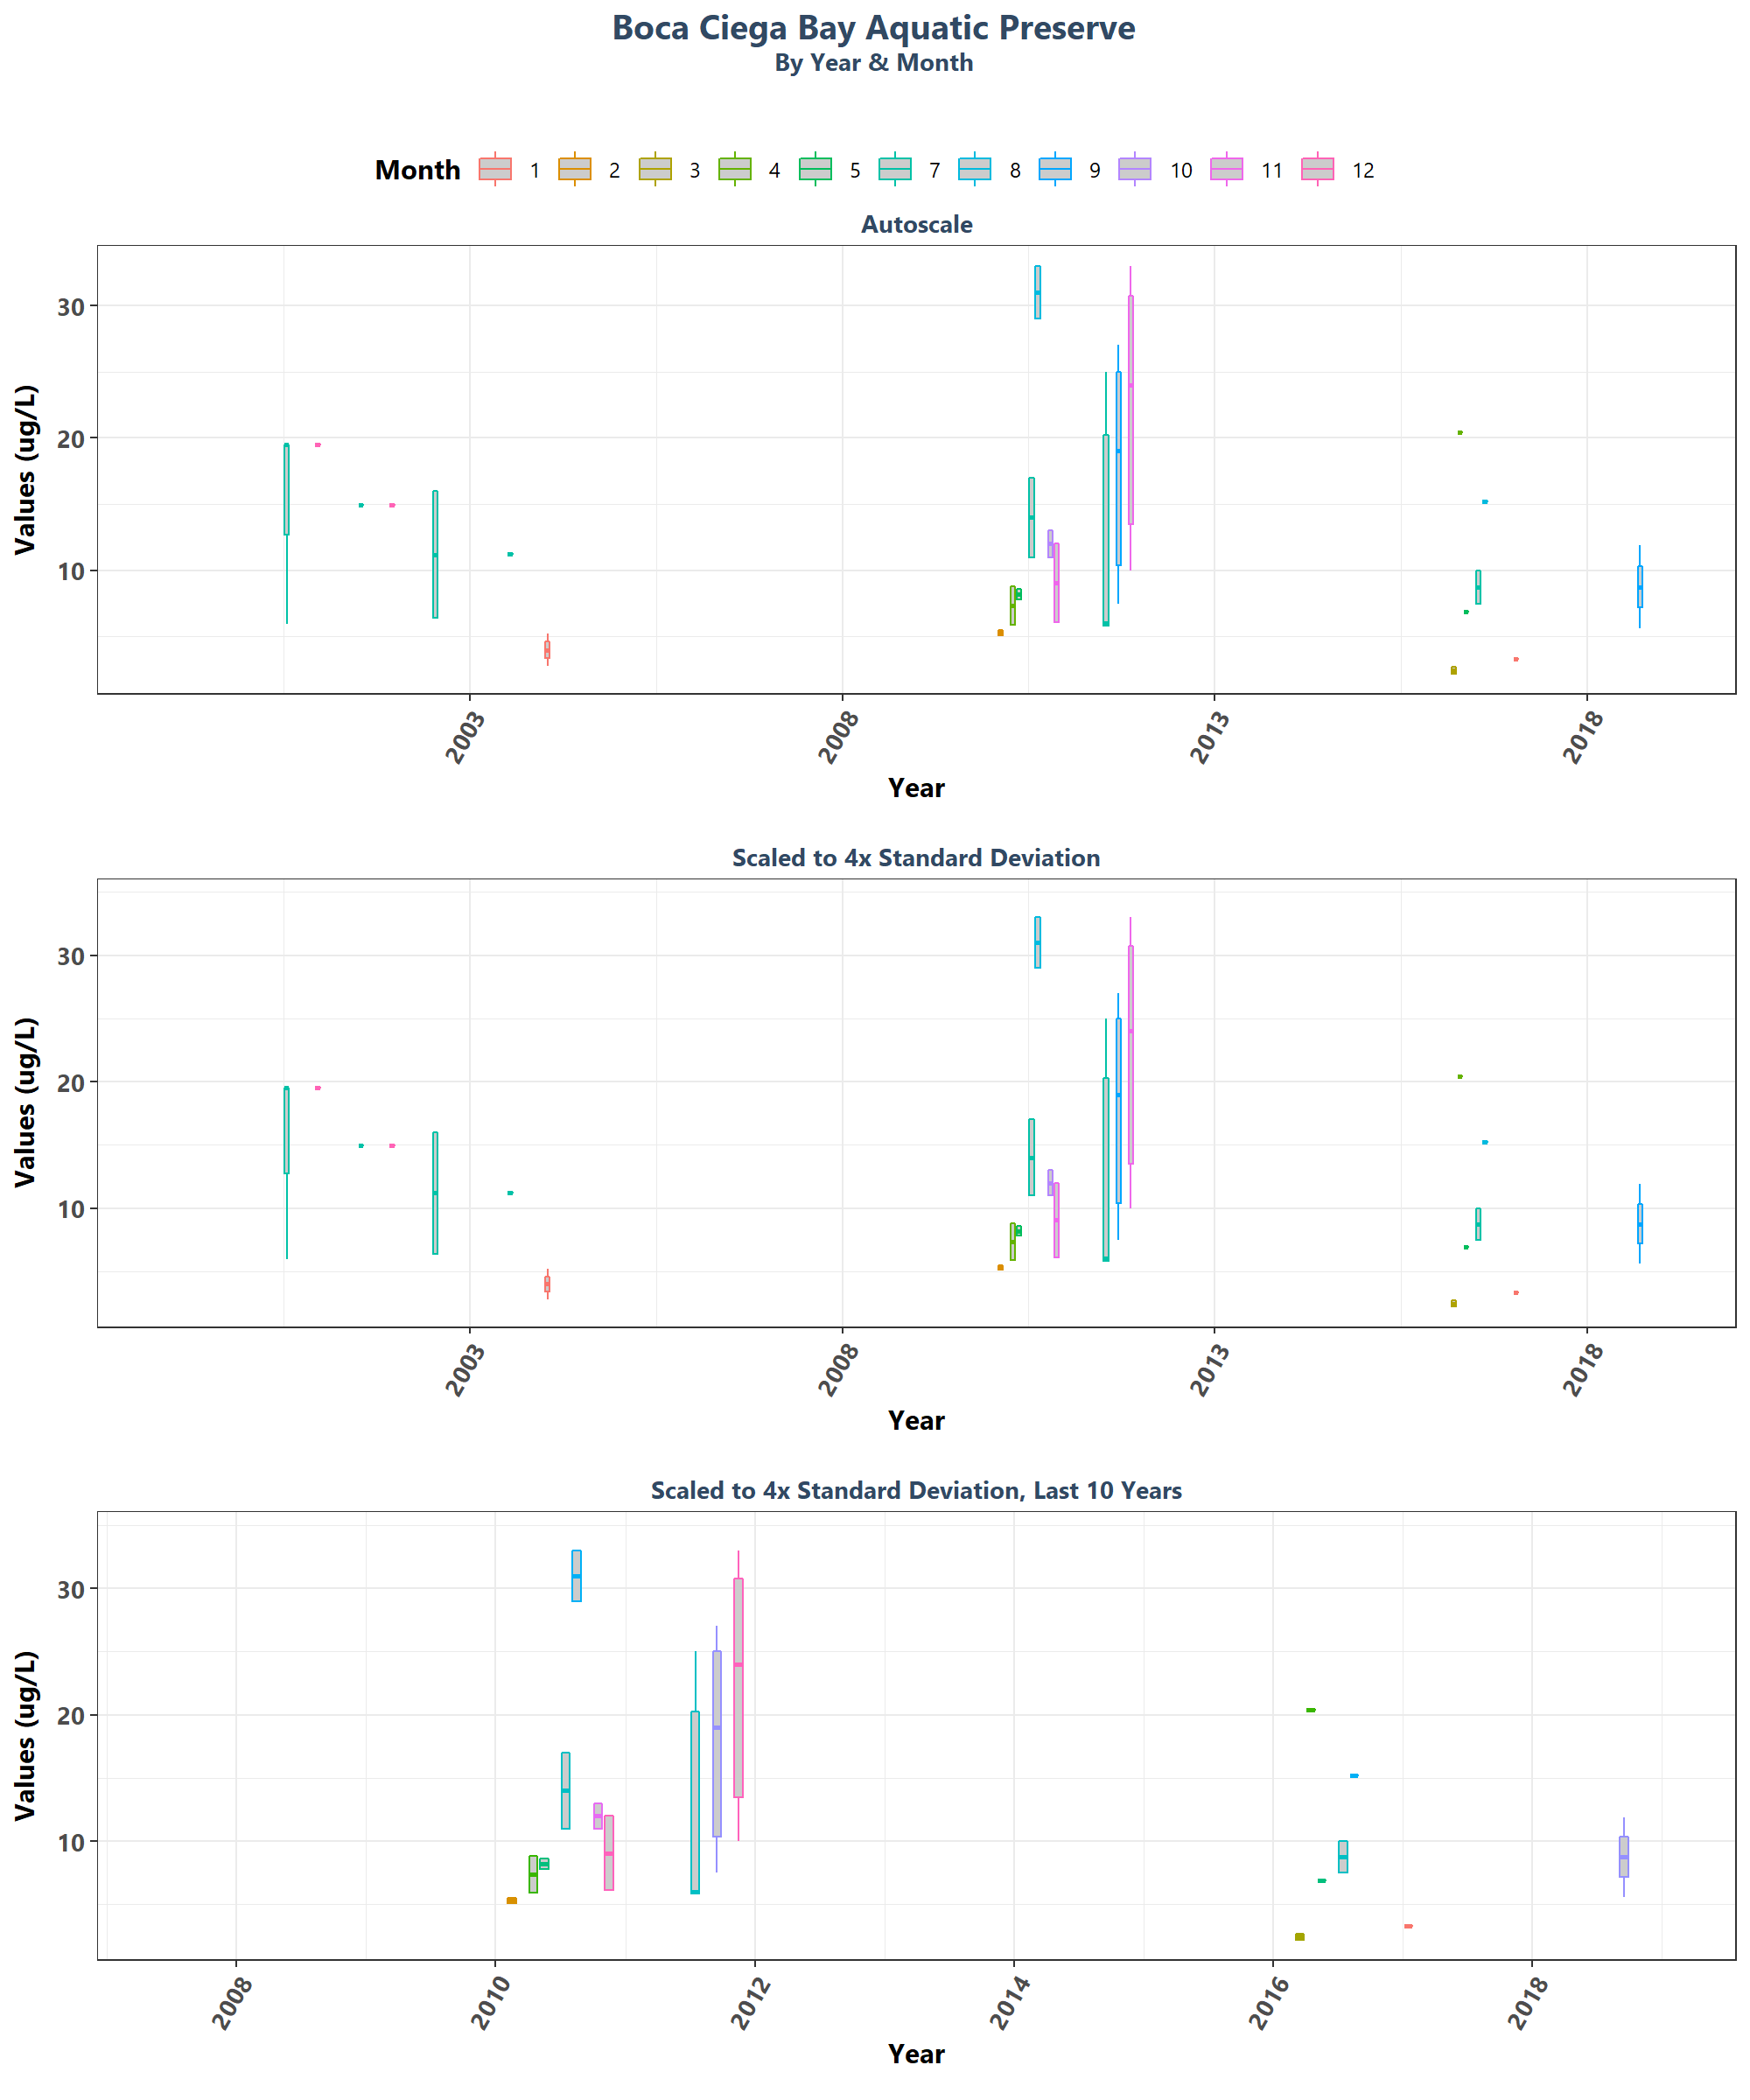 Boca Ciega Bay Aquatic Preserve
By Year & Month
Month 1 2 3 4 5 7 8 9 10 11 12
Autoscale
Values (ug/L)
30
20
10
2003 2008 2013 2018
Year
Scaled to 4x Standard Deviation
Values (ug/L)
30
20
10
2003 2008 2013 2018
Year
Scaled to 4x Standard Deviation, Last 10 Years
Values (ug/L)
30
20
10
2008 2010 2012 2014 2016 2018
Year